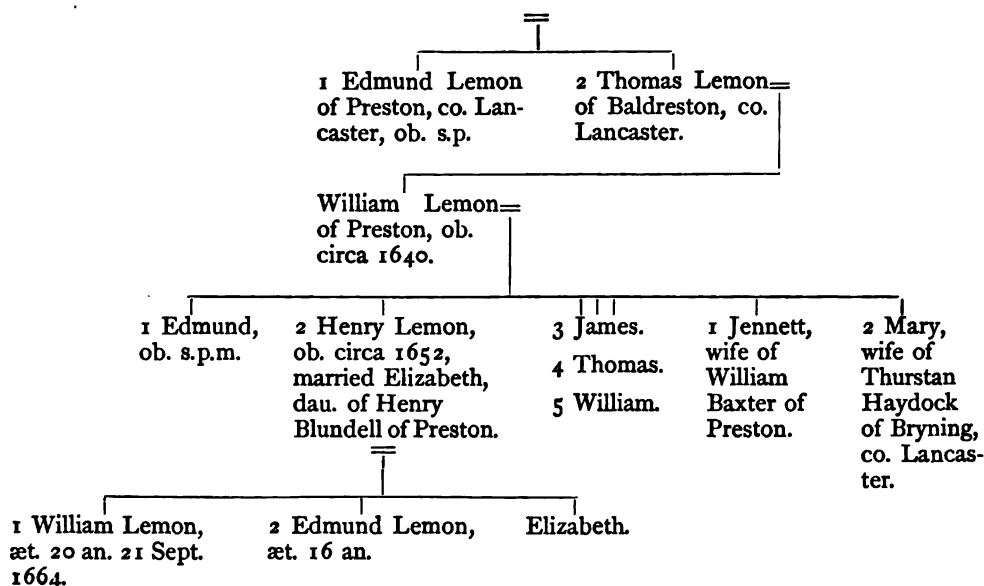 1 Edmund Lemon
of Preston, co. Lan-
caster, ob. s.p.
2 Thomas Lemon
of Baldreston, co.
Lancaster.
William Lemon
of Preston, ob.
circa 1640.
1 Edmund,
ob. s.p.m.
2 Henry Lemon,
ob. circa 1652,
married Elizabeth,
dau. of Henry
Blundell of Preston.
3 James.
4 Thomas.
5 William.
1 Jennett,
wife of
William
Baxter of
Preston.
2 Mary,
wife of
Thurstan
Haydock
of Bryning,
co. Lancas-
ter.
1 William Lemon,
æt. 20 an. 21 Sept.
1664.
2 Edmund Lemon,
æt. 16 an.
Elizabeth.